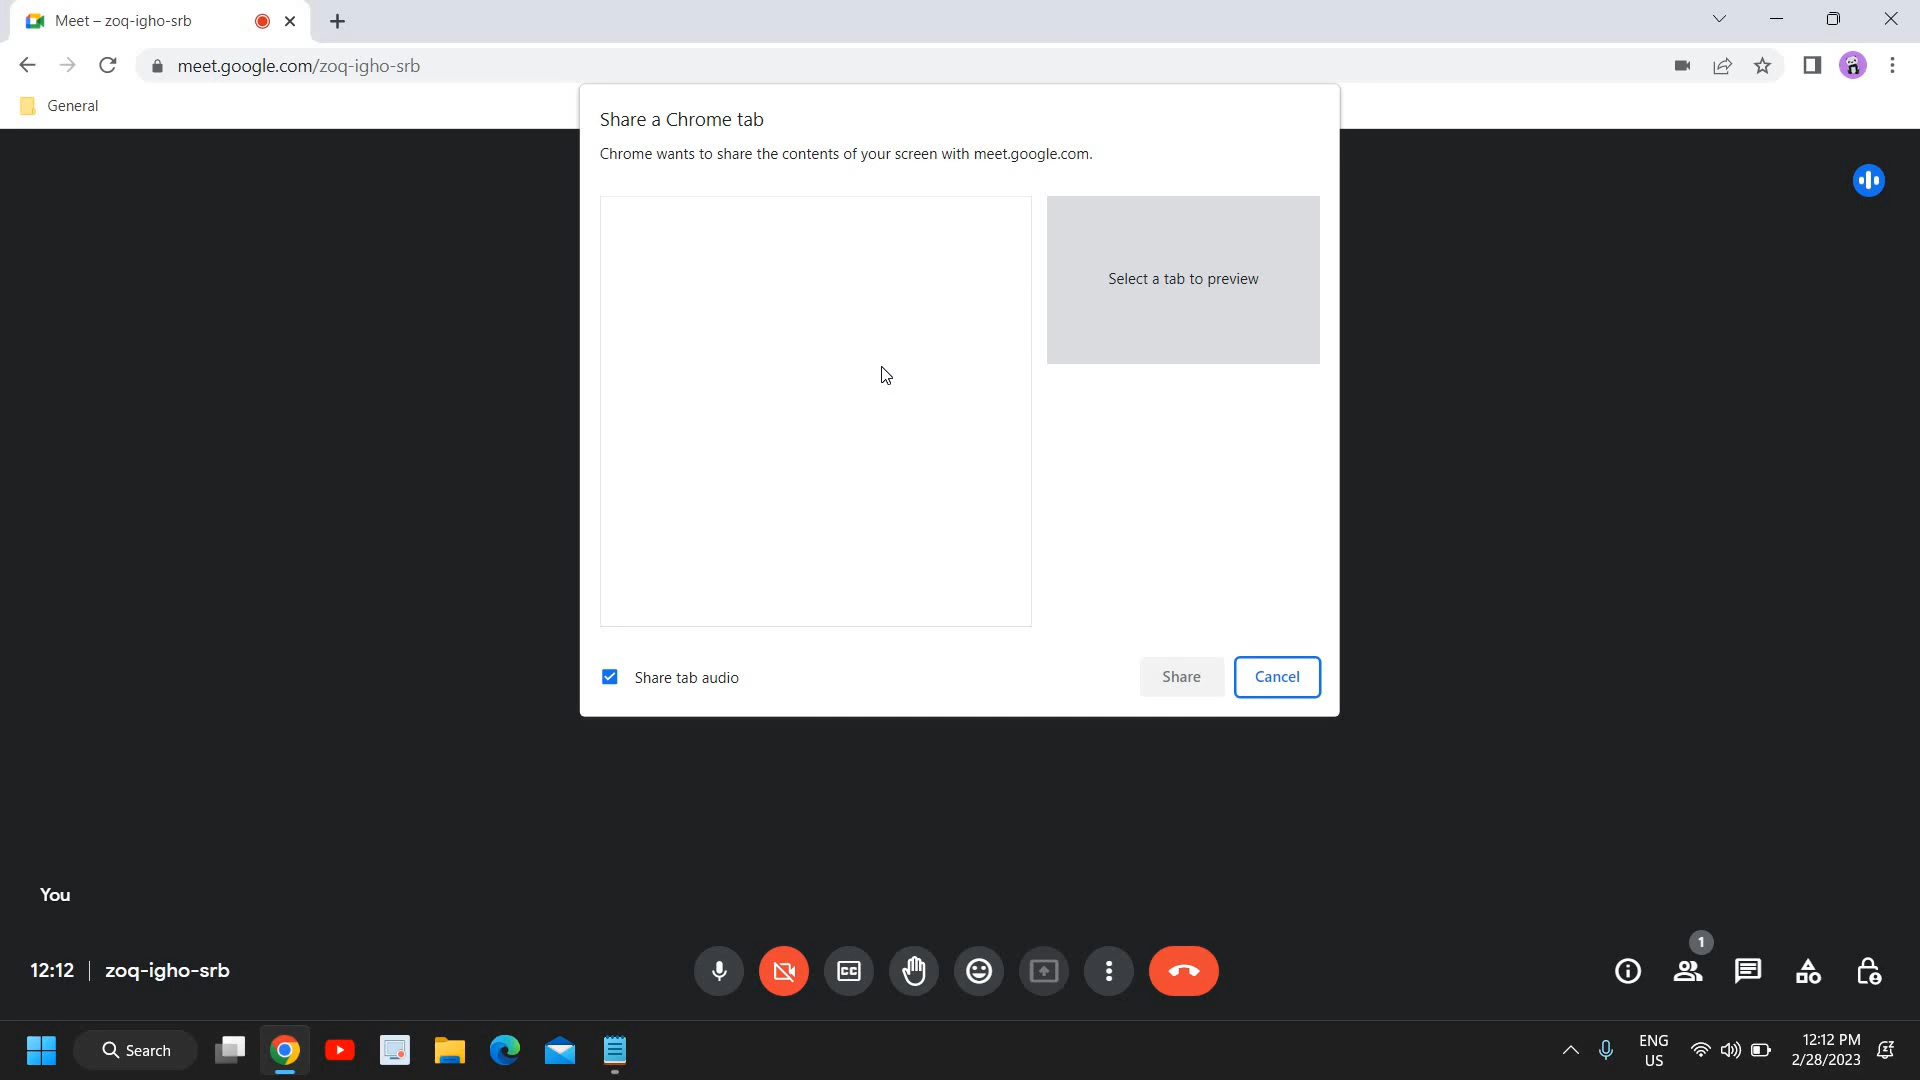 Meet – zoq-igho-srb
meet.google.com/zoq-igho-srb
General
Share a Chrome tab
Chrome wants to share the contents of your screen with meet.google.com.
Select a tab to preview
Share tab audio
Share
Cancel
You
12:12 | zoq-igho-srb
CC
1
Search
ENG
US
12:12 PM
2/28/2023